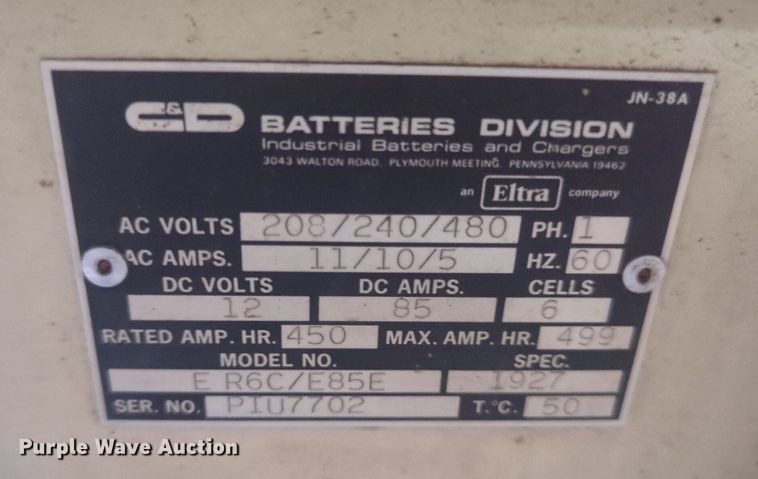 JN-38A
C&D BATTERIES DIVISION
Industrial Batteries and Chargers
3043 WALTON ROAD, PLYMOUTH MEETING, PENNSYLVANIA 19462
an Eltra company
AC VOLTS 208/240/480 PH. 1
AC AMPS. 11/10/5 HZ. 60
DC VOLTS DC AMPS. CELLS
12 85 6
RATED AMP. HR. 450 MAX. AMP. HR. 499
MODEL NO. SPEC.
E R6C/E85E 1927
SER. NO. PIU7702 T.°C. 50
Purple Wave Auction